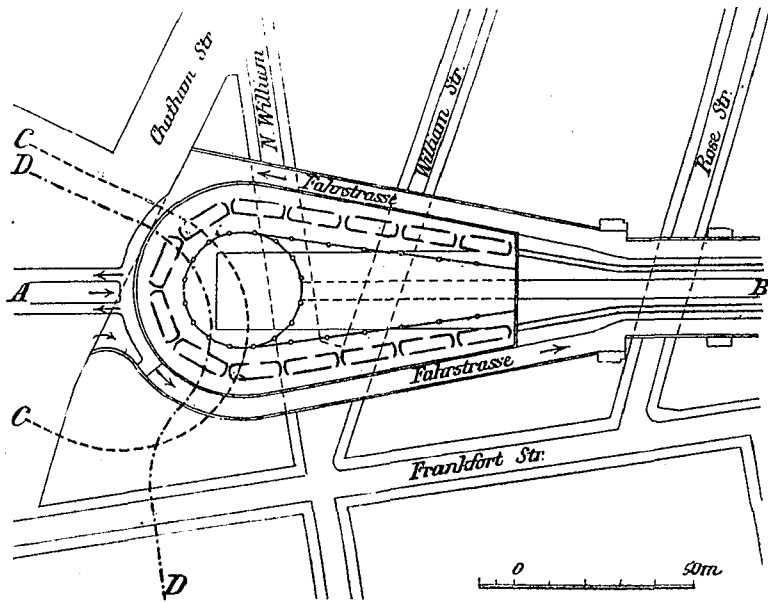 Chatham Str
N William
William Str.
Rose Str.
C
D
Fahrstrasse
A
B
Fahrstrasse
C
Frankfort Str.
D
0 50m